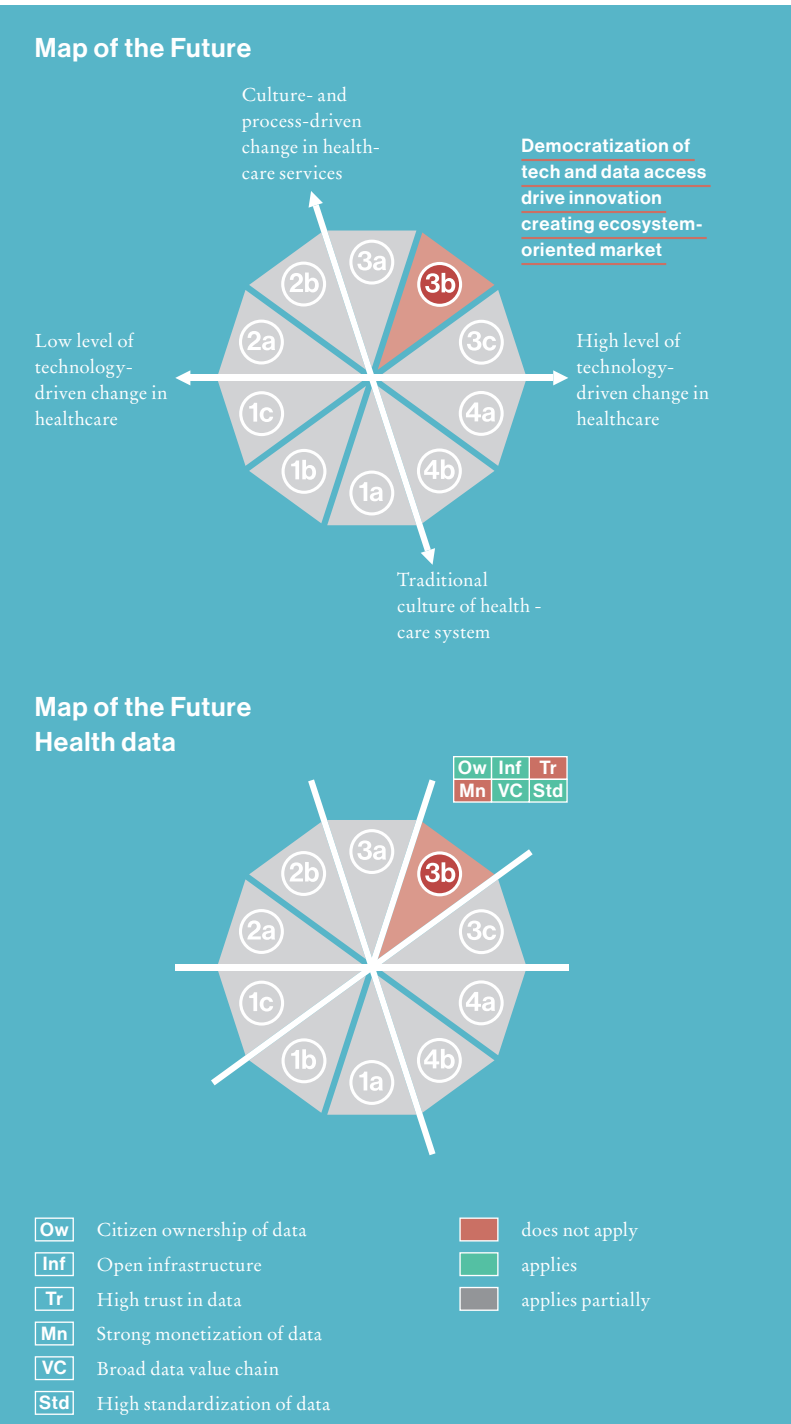 Map of the Future
Culture- and
process-driven
change in health-
care services
Democratization of
tech and data access
drive innovation
creating ecosystem-
oriented market
3a
2b
3b
2a
3c
Low level of
technology-
driven change in
healthcare
High level of
technology-
driven change in
healthcare
1c
4a
1b
4b
1a
Traditional
culture of health -
care system
Map of the Future
Health data
Ow Inf Tr
Mn VC Std
3a
2b
3b
2a
3c
1c
4a
1b
4b
1a
Ow Citizen ownership of data
Inf Open infrastructure
Tr High trust in data
Mn Strong monetization of data
VC Broad data value chain
Std High standardization of data
does not apply
applies
applies partially